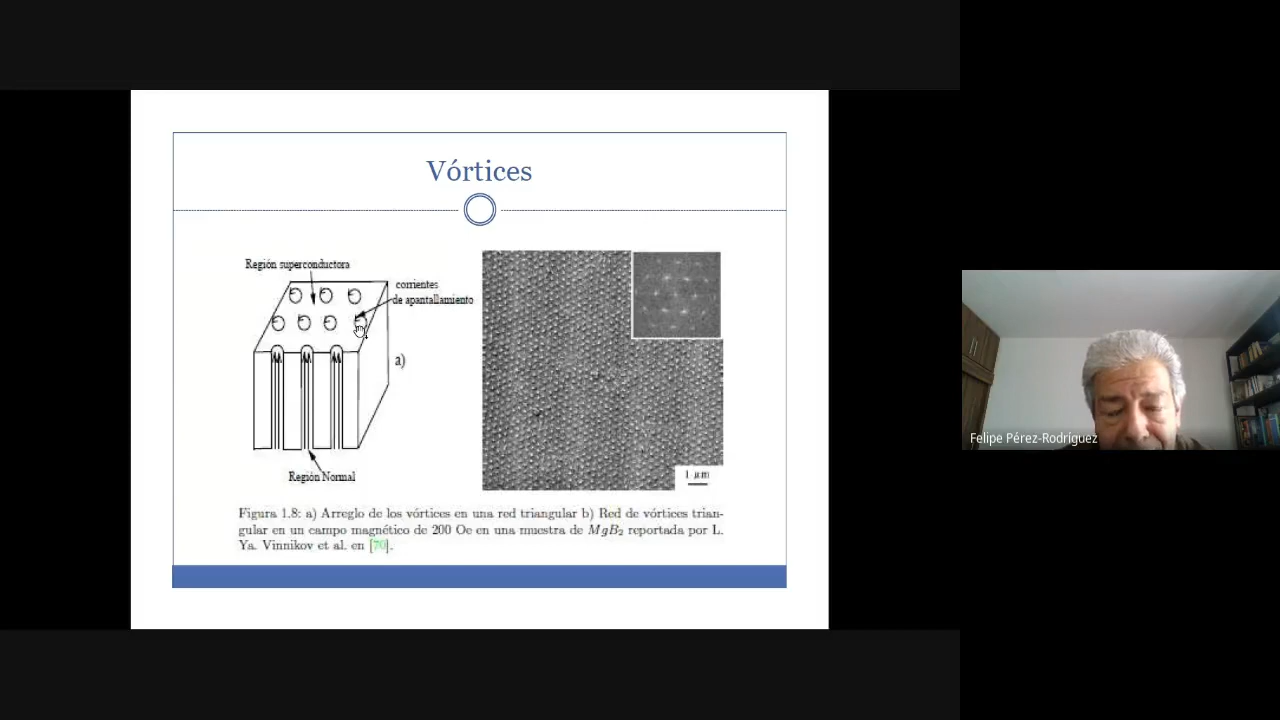 Vórtices
Región superconductora
corrientes
de apantallamiento
a)
Región Normal
1 μm
Figura 1.8: a) Arreglo de los vórtices en una red triangular b) Red de vórtices trian-
gular en un campo magnético de 200 Oe en una muestra de MgB₂ reportada por L.
Ya. Vinnikov et al. en [70].
Felipe Pérez-Rodríguez